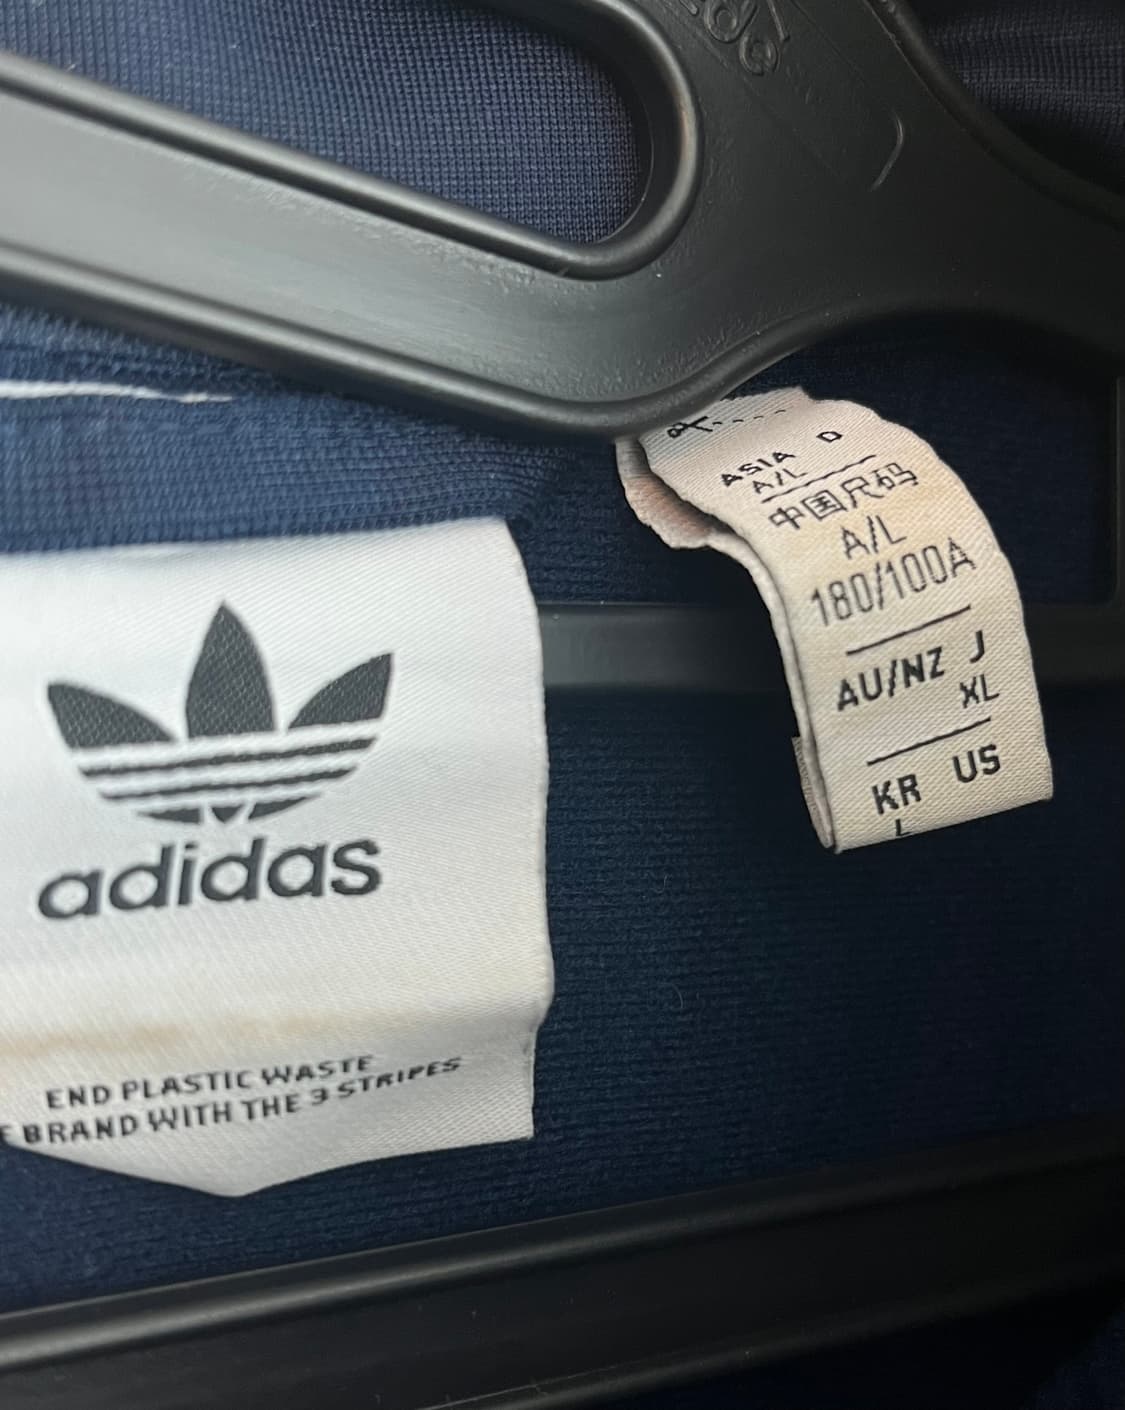 adidas
END PLASTIC WASTE
BRAND WITH THE 3 STRIPES
ASIA D
A/L
中国尺码
A/L
180/100A
AU/NZ J
XL
KR US
L